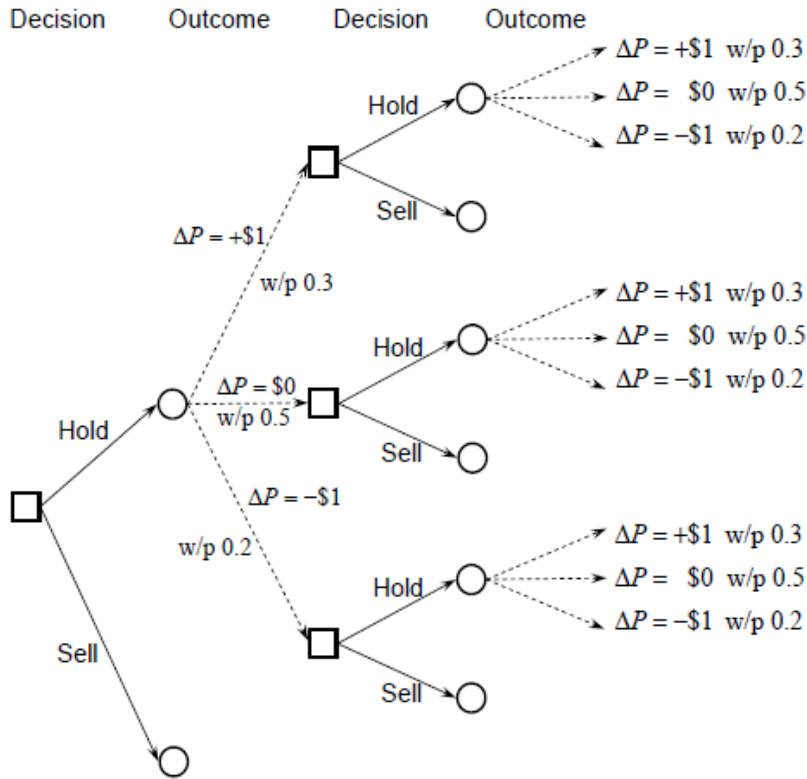 Decision Outcome Decision Outcome
ΔP = +$1 w/p 0.3
Hold
ΔP = $0 w/p 0.5
ΔP = −$1 w/p 0.2
Sell
ΔP = +$1
w/p 0.3
ΔP = +$1 w/p 0.3
Hold
ΔP = $0 w/p 0.5
ΔP = −$1 w/p 0.2
ΔP = $0
w/p 0.5
Hold
Sell
ΔP = −$1
w/p 0.2
ΔP = +$1 w/p 0.3
Hold
ΔP = $0 w/p 0.5
ΔP = −$1 w/p 0.2
Sell
Sell